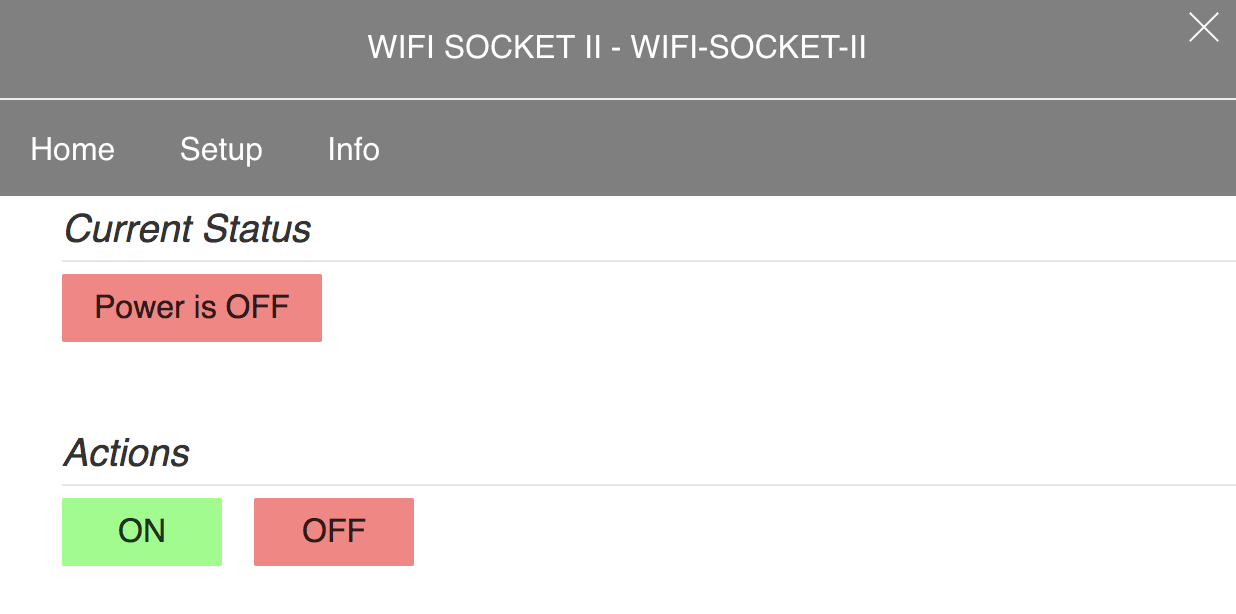 WIFI SOCKET II - WIFI-SOCKET-II
Home Setup Info
Current Status
Power is OFF
Actions
ON OFF